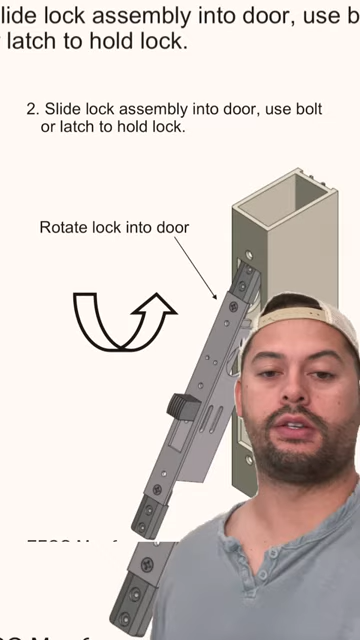 lide lock assembly into door, use b
latch to hold lock.
2. Slide lock assembly into door, use bolt
or latch to hold lock.
Rotate lock into door